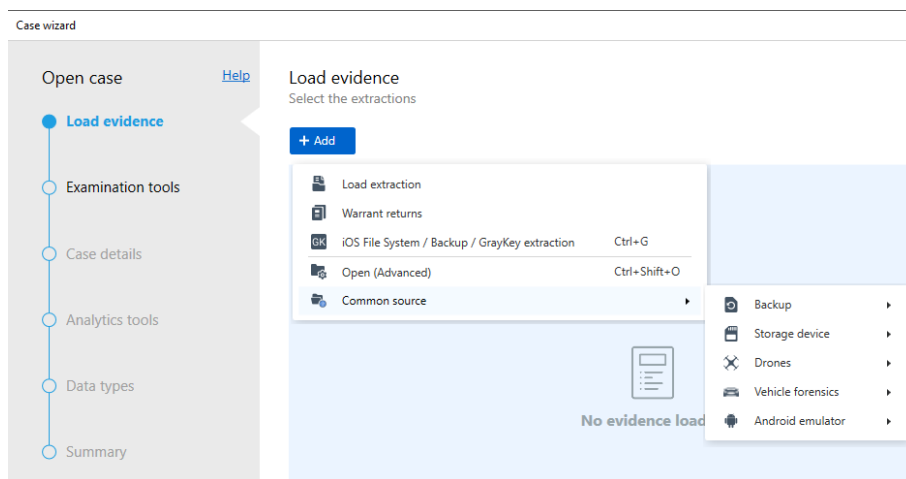 Case wizard
Open case
Help
Load evidence
Examination tools
Case details
Analytics tools
Data types
Summary
Load evidence
Select the extractions
+ Add
Load extraction
Warrant returns
GK iOS File System / Backup / GrayKey extraction Ctrl+G
Open (Advanced) Ctrl+Shift+O
Common source
Backup
Storage device
Drones
Vehicle forensics
Android emulator
No evidence load